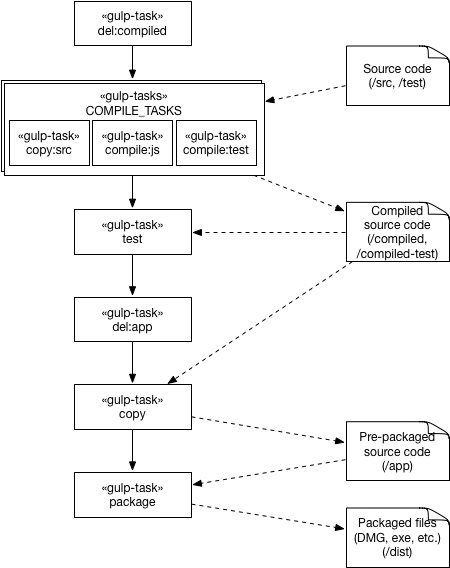 «gulp-task»
del:compiled
«gulp-tasks»
COMPILE_TASKS
«gulp-task»
copy:src
«gulp-task»
compile:js
«gulp-task»
compile:test
Source code
(/src, /test)
«gulp-task»
test
Compiled
source code
(/compiled,
/compiled-test)
«gulp-task»
del:app
«gulp-task»
copy
Pre-packaged
source code
(/app)
«gulp-task»
package
Packaged files
(DMG, exe, etc.)
(/dist)